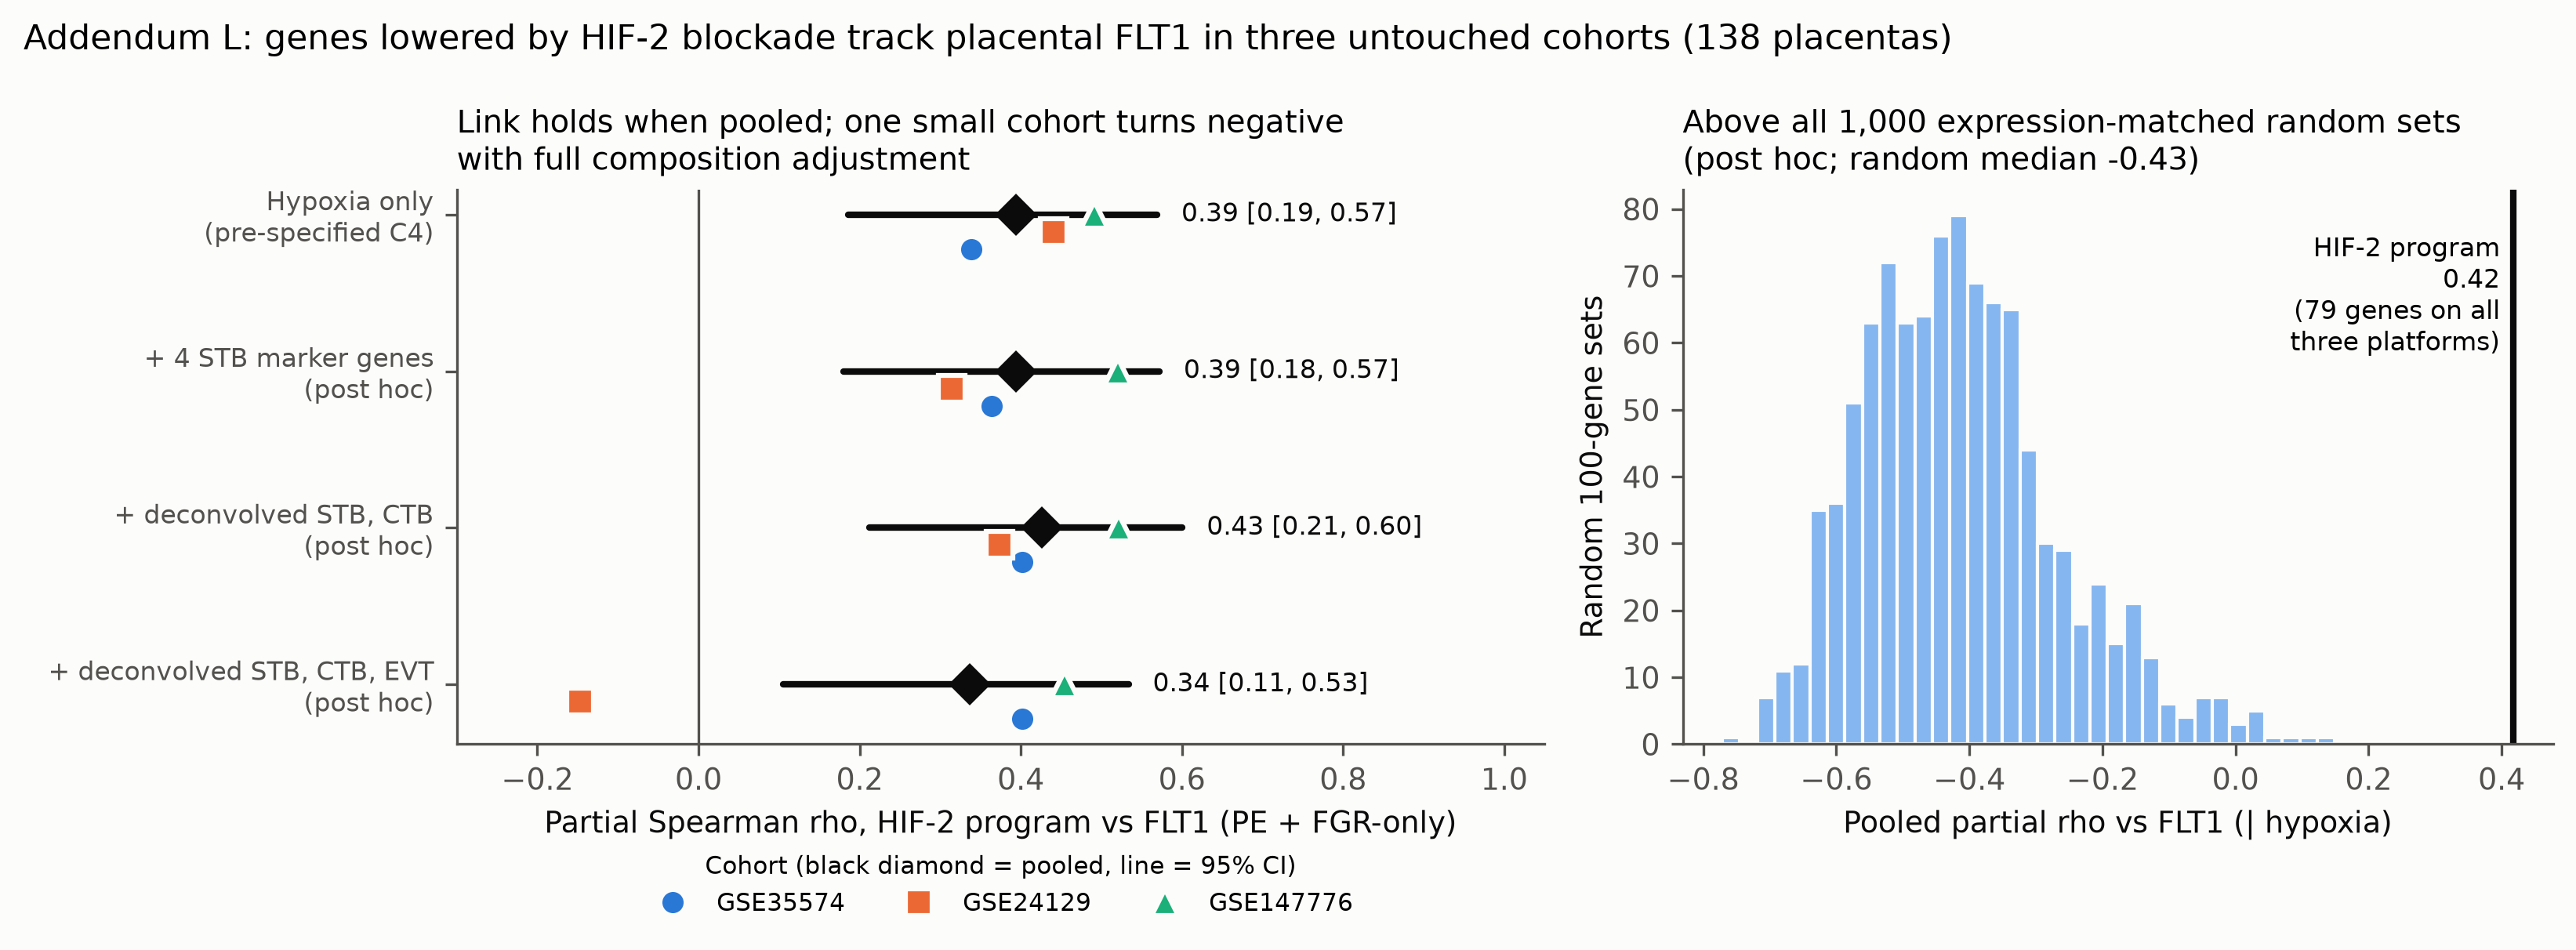 Addendum L: genes lowered by HIF-2 blockade track placental FLT1 in three untouched cohorts (138 placentas)
Link holds when pooled; one small cohort turns negative
with full composition adjustment
Hypoxia only
(pre-specified C4)
0.39 [0.19, 0.57]
+ 4 STB marker genes
(post hoc)
0.39 [0.18, 0.57]
+ deconvolved STB, CTB
(post hoc)
0.43 [0.21, 0.60]
+ deconvolved STB, CTB, EVT
(post hoc)
0.34 [0.11, 0.53]
−0.2 0.0 0.2 0.4 0.6 0.8 1.0
Partial Spearman rho, HIF-2 program vs FLT1 (PE + FGR-only)
Cohort (black diamond = pooled, line = 95% CI)
GSE35574 GSE24129 GSE147776
Above all 1,000 expression-matched random sets
(post hoc; random median -0.43)
Random 100-gene sets
80
70
60
50
40
30
20
10
0
HIF-2 program
0.42
(79 genes on all
three platforms)
−0.8 −0.6 −0.4 −0.2 0.0 0.2 0.4
Pooled partial rho vs FLT1 (| hypoxia)